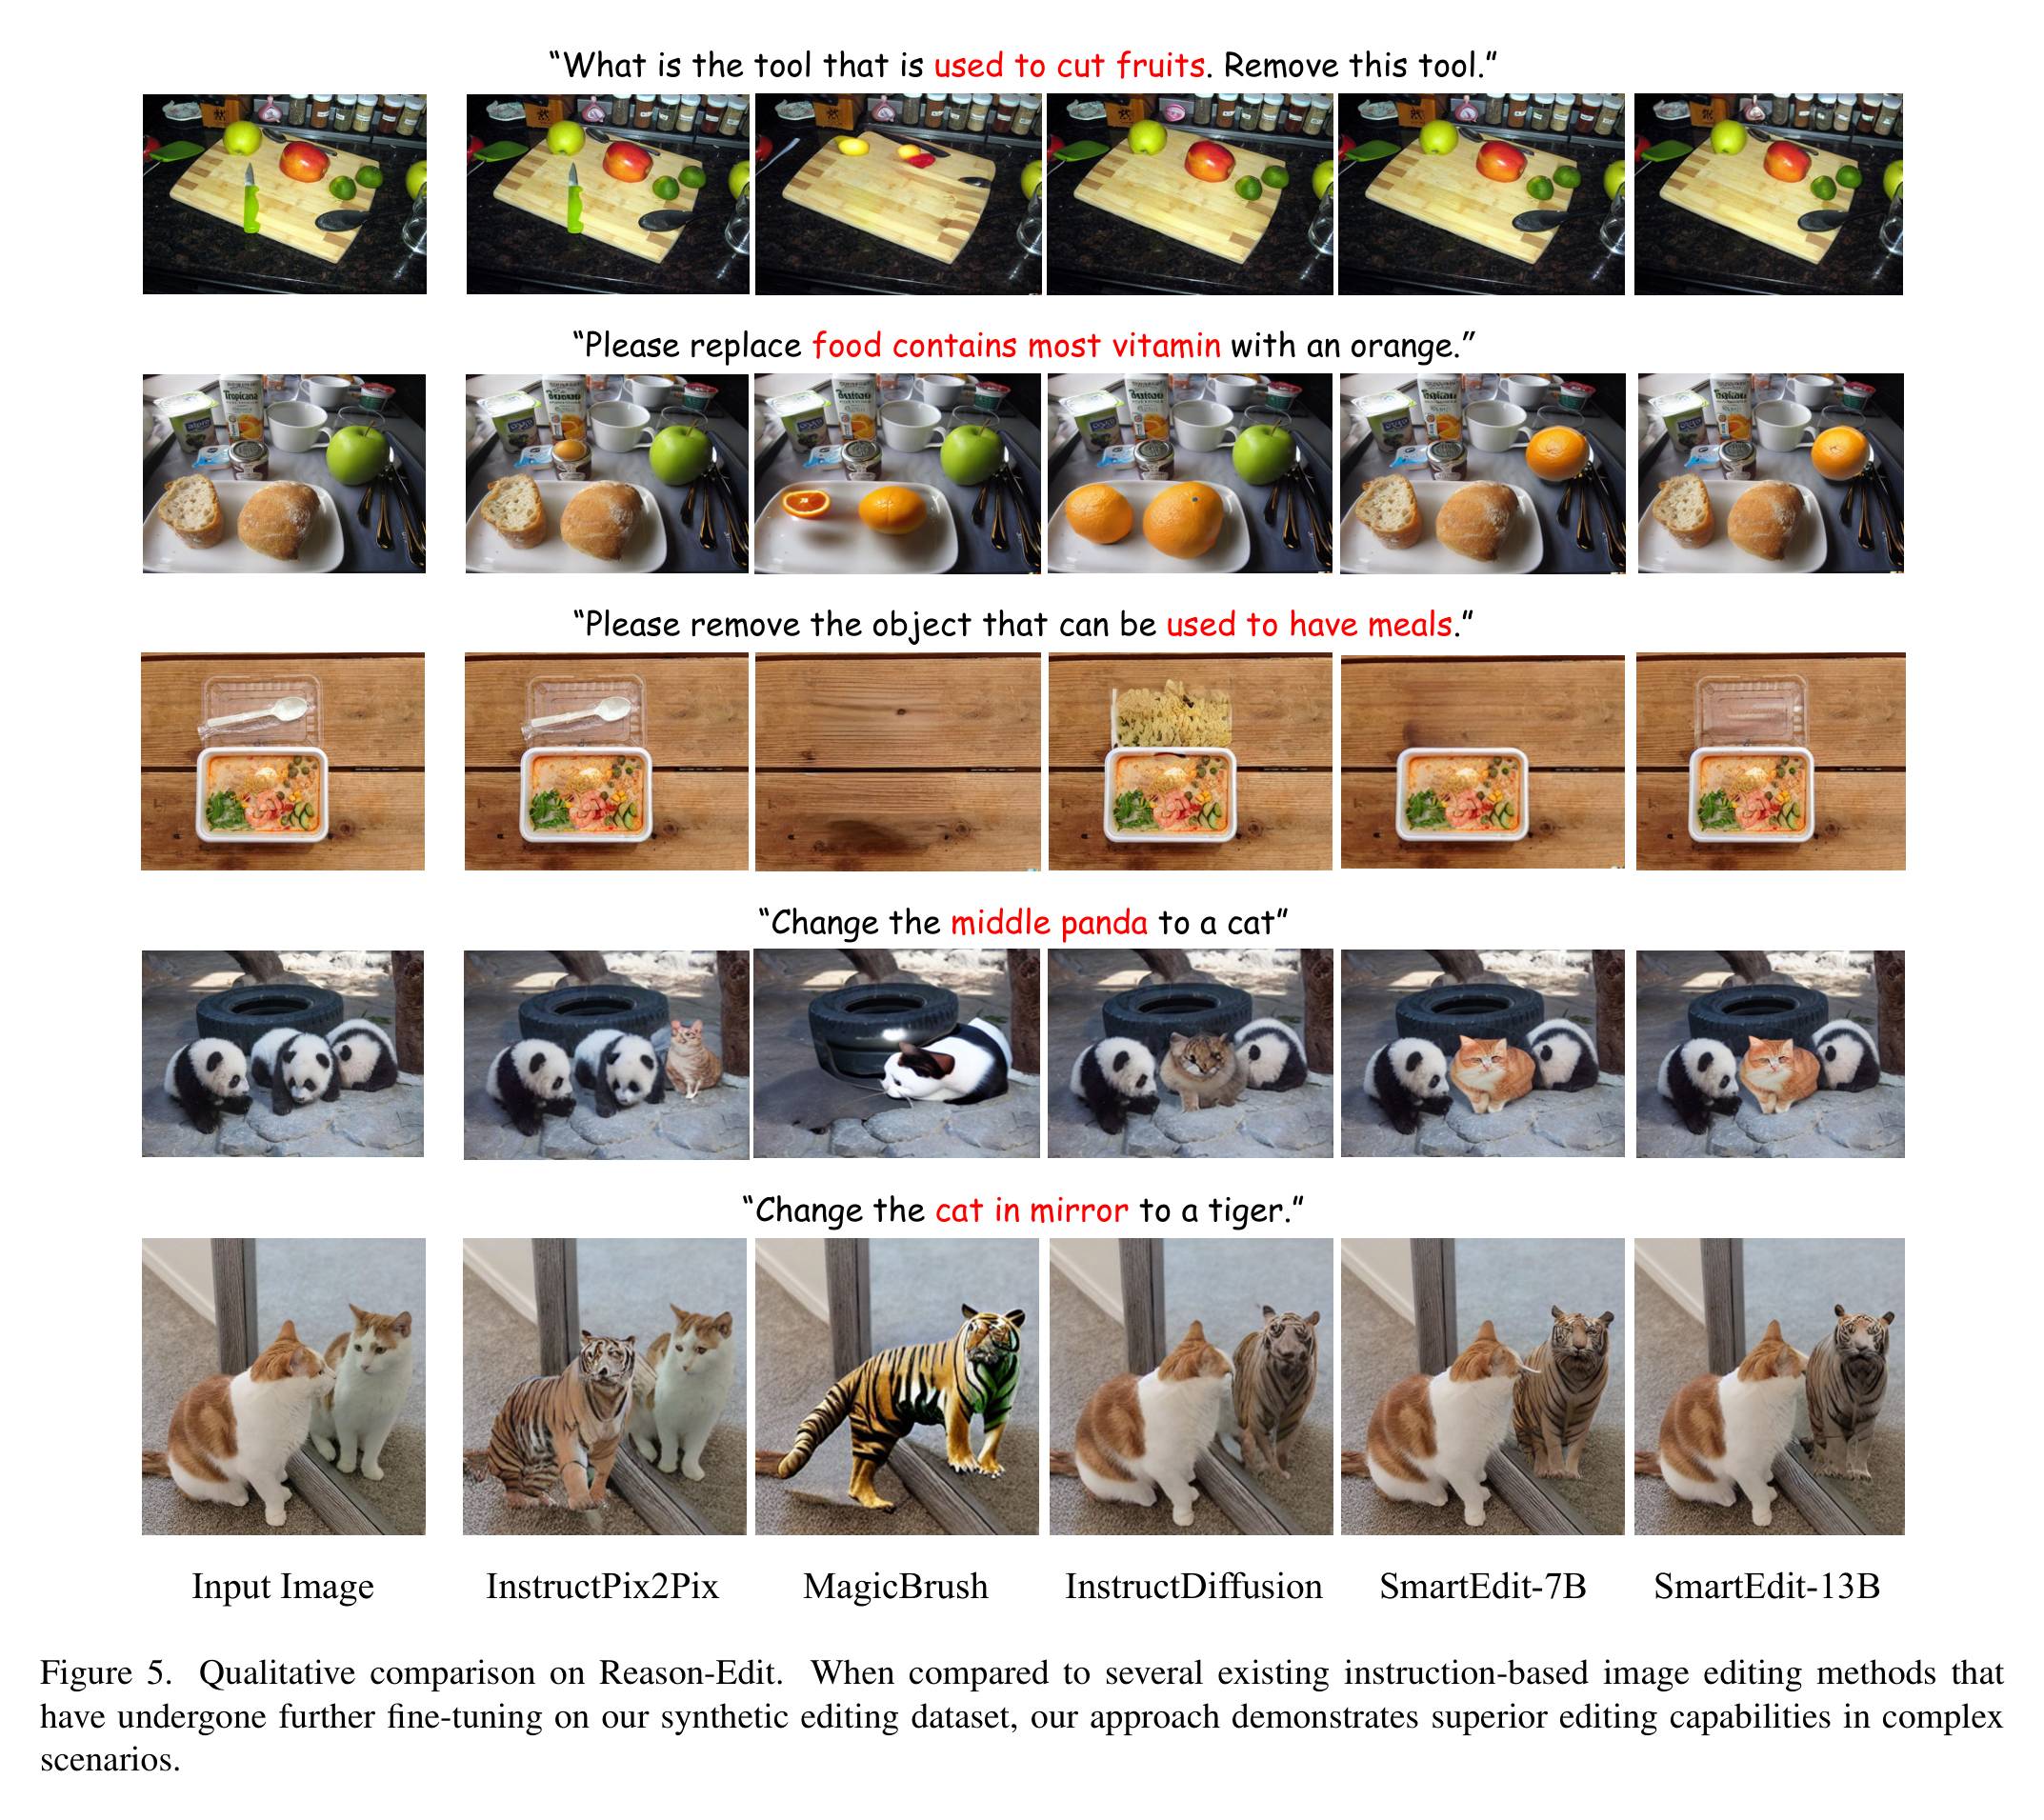 “What is the tool that is used to cut fruits. Remove this tool.”
“Please replace food contains most vitamin with an orange.”
Tropicana
“Please remove the object that can be used to have meals.”
“Change the middle panda to a cat”
“Change the cat in mirror to a tiger.”
Input Image
InstructPix2Pix
MagicBrush
InstructDiffusion
SmartEdit-7B
SmartEdit-13B
Figure 5. Qualitative comparison on Reason-Edit. When compared to several existing instruction-based image editing methods that
have undergone further fine-tuning on our synthetic editing dataset, our approach demonstrates superior editing capabilities in complex
scenarios.